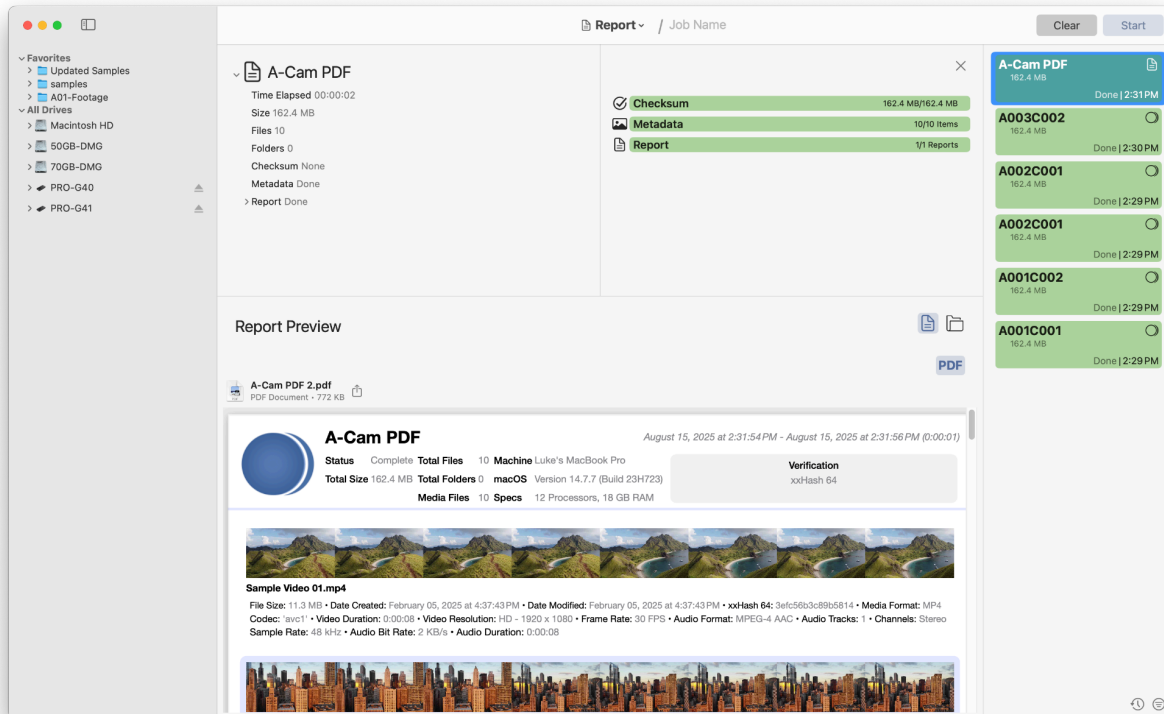 Report
/ Job Name
Clear
Start
Favorites
Updated Samples
samples
A01-Footage
All Drives
Macintosh HD
50GB-DMG
70GB-DMG
PRO-G40
PRO-G41
A-Cam PDF
Time Elapsed 00:00:02
Size 162.4 MB
Files 10
Folders 0
Checksum None
Metadata Done
Report Done
Checksum 162.4 MB/162.4 MB
Metadata 10/10 Items
Report 1/1 Reports
Report Preview
PDF
A-Cam PDF 2.pdf
PDF Document • 772 KB
A-Cam PDF
August 15, 2025 at 2:31:54 PM - August 15, 2025 at 2:31:56 PM (0:00:01)
Status Complete Total Files 10 Machine Luke's MacBook Pro
Total Size 162.4 MB Total Folders 0 macOS Version 14.7.7 (Build 23H723)
Media Files 10 Specs 12 Processors, 18 GB RAM
Verification
xxHash 64
Sample Video 01.mp4
File Size: 11.3 MB • Date Created: February 05, 2025 at 4:37:43 PM • Date Modified: February 05, 2025 at 4:37:43 PM • xxHash 64: 3efc56b3c89b5814 • Media Format: MP4
Codec: 'avc1' • Video Duration: 0:00:08 • Video Resolution: HD - 1920 x 1080 • Frame Rate: 30 FPS • Audio Format: MPEG-4 AAC • Audio Tracks: 1 • Channels: Stereo
Sample Rate: 48 kHz • Audio Bit Rate: 2 KB/s • Audio Duration: 0:00:08
A-Cam PDF
162.4 MB
Done | 2:31 PM
A003C002
162.4 MB
Done | 2:30 PM
A002C001
162.4 MB
Done | 2:29 PM
A002C001
162.4 MB
Done | 2:29 PM
A001C002
162.4 MB
Done | 2:29 PM
A001C001
162.4 MB
Done | 2:29 PM